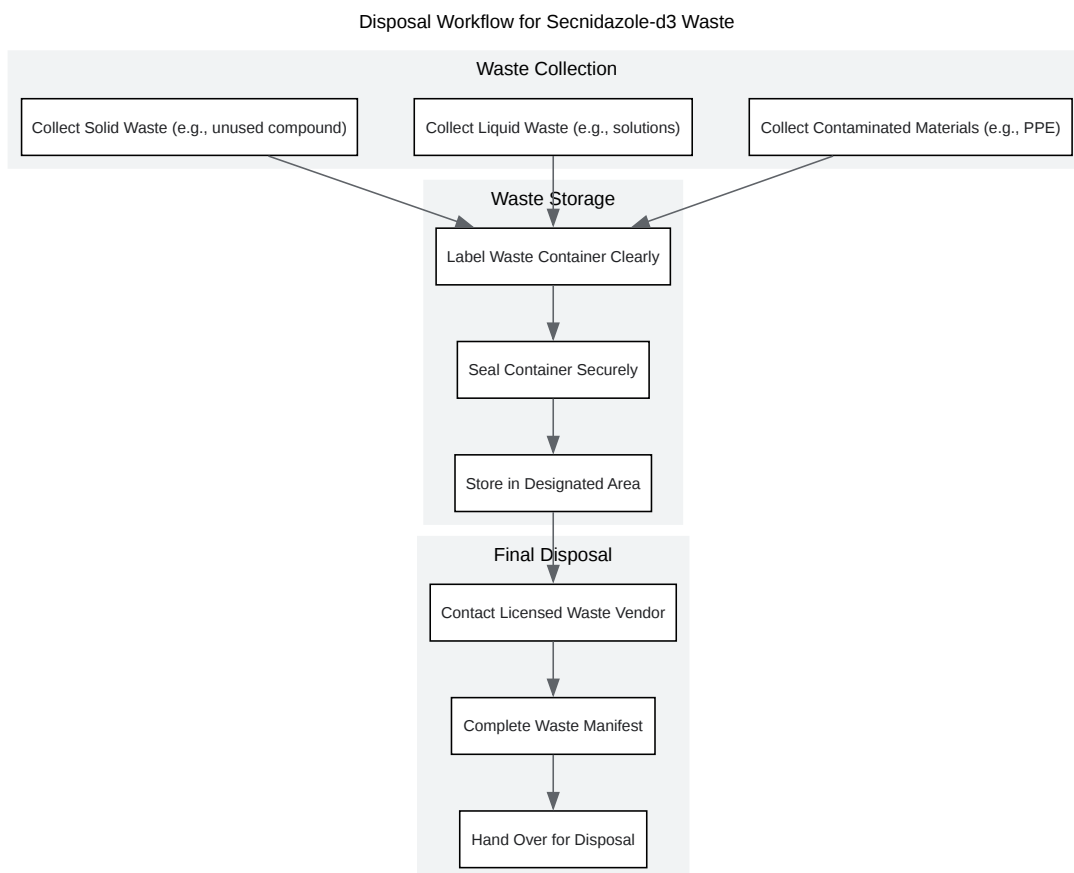 Disposal Workflow for Secnidazole-d3 Waste
Waste Collection
Collect Solid Waste (e.g., unused compound)
Collect Liquid Waste (e.g., solutions)
Collect Contaminated Materials (e.g., PPE)
Waste Storage
Label Waste Container Clearly
Seal Container Securely
Store in Designated Area
Final Disposal
Contact Licensed Waste Vendor
Complete Waste Manifest
Hand Over for Disposal